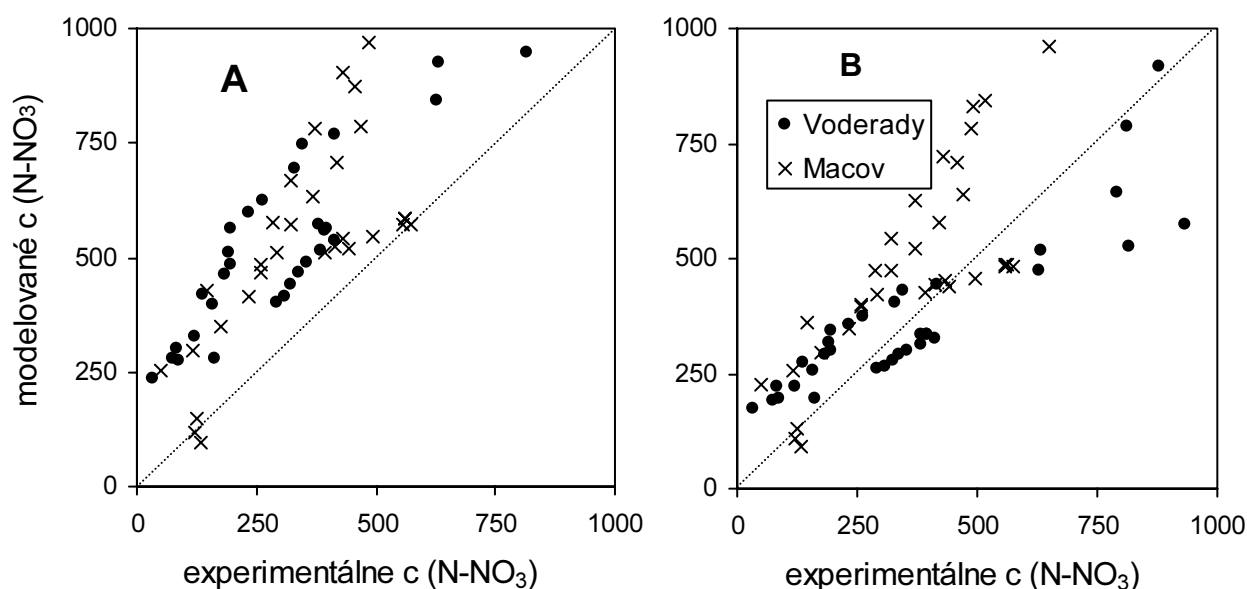 modelované c (N-NO3)
1000
750
500
250
0
A
0 250 500 750 1000
experimentálne c (N-NO3)
1000
750
500
250
0
B
Voderady
Macov
0 250 500 750 1000
experimentálne c (N-NO3)